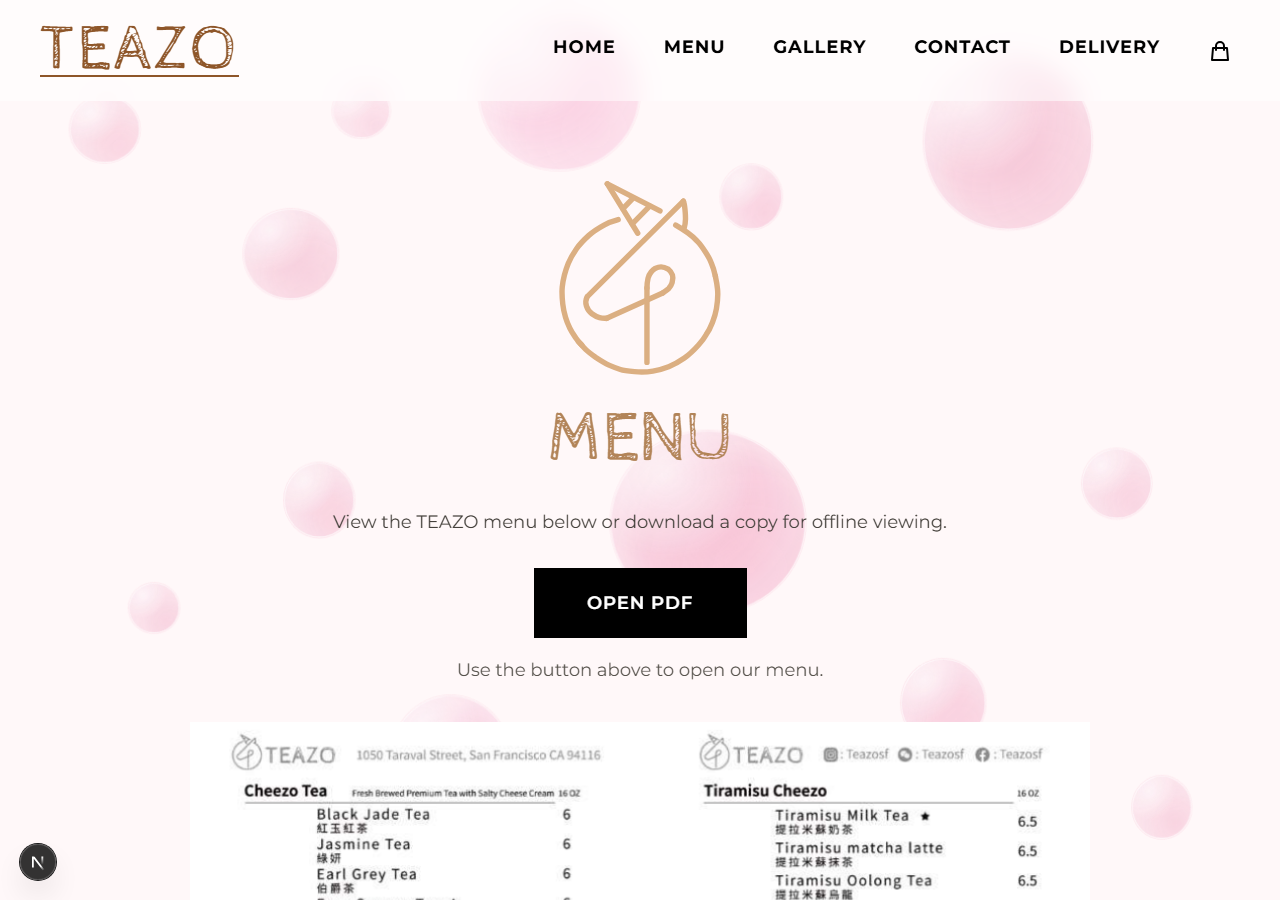 TEAZO
HOME MENU GALLERY CONTACT DELIVERY
MENU
View the TEAZO menu below or download a copy for offline viewing.
OPEN PDF
Use the button above to open our menu.
TEAZO 1050 Taraval Street, San Francisco CA 94116
Cheezo Tea Fresh Brewed Premium Tea with Salty Cheese Cream 16 OZ
Black Jade Tea 6
紅玉紅茶
Jasmine Tea 6
綠妍
Earl Grey Tea 6
伯爵茶
TEAZO : Teazosf : Teazosf : Teazosf
Tiramisu Cheezo 16 OZ
Tiramisu Milk Tea ★ 6.5
提拉米蘇奶茶
Tiramisu matcha latte 6.5
提拉米蘇抹茶
Tiramisu Oolong Tea 6.5
提拉米蘇烏龍
N